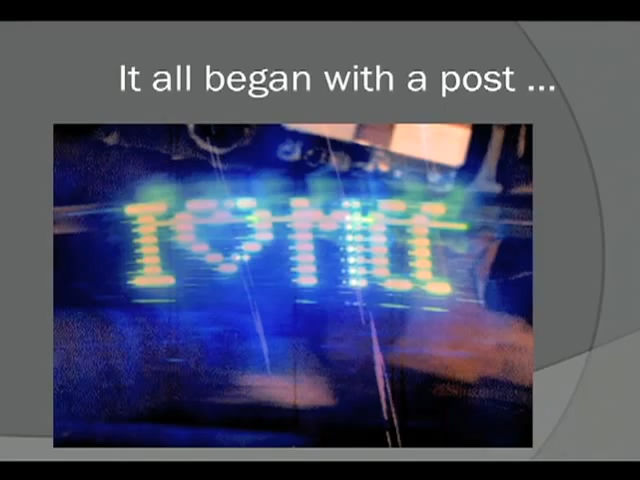 It all began with a post ...
I ♡